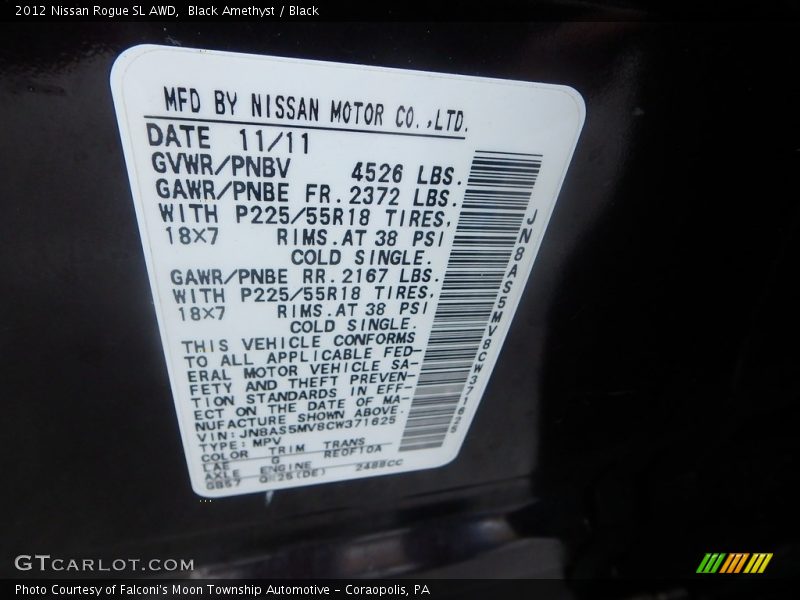 2012 Nissan Rogue SL AWD, Black Amethyst / Black
MFD BY NISSAN MOTOR CO.,LTD.
DATE 11/11
GVWR/PNBV 4526 LBS.
GAWR/PNBE FR. 2372 LBS.
WITH P225/55R18 TIRES,
18×7 RIMS.AT 38 PSI
COLD SINGLE.
GAWR/PNBE RR. 2167 LBS.
WITH P225/55R18 TIRES,
18×7 RIMS.AT 38 PSI
COLD SINGLE.
THIS VEHICLE CONFORMS
TO ALL APPLICABLE FED-
ERAL MOTOR VEHICLE SA-
FETY AND THEFT PREVEN-
TION STANDARDS IN EFF-
ECT ON THE DATE OF MA-
NUFACTURE SHOWN ABOVE.
VIN:JN8AS5MV8CW371625
TYPE:MPV
COLOR TRIM TRANS
LAE G RE0F10A
AXLE ENGINE 2488CC
GB57 QR25(DE)
JN8AS5MV8CW371625
GTCARLOT.COM
Photo Courtesy of Falconi's Moon Township Automotive - Coraopolis, PA